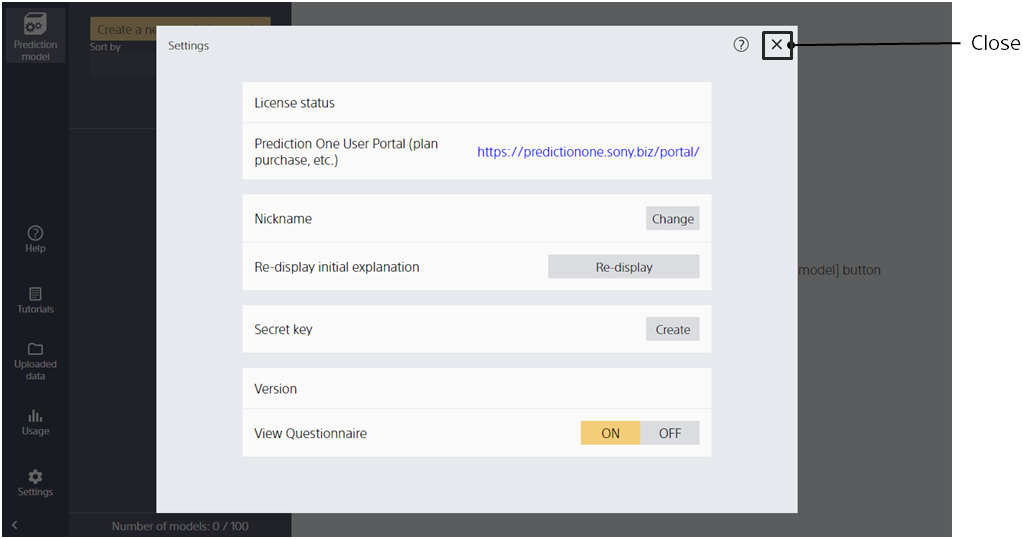 Prediction
model
Create a ne
Sort by
Settings
Close
License status
Prediction One User Portal (plan
purchase, etc.)
https://predictionone.sony.biz/portal/
Nickname
Change
Re-display initial explanation
Re-display
model] button
Secret key
Create
Version
View Questionnaire
ON
OFF
Help
Tutorials
Uploaded
data
Usage
Settings
Number of models: 0 / 100